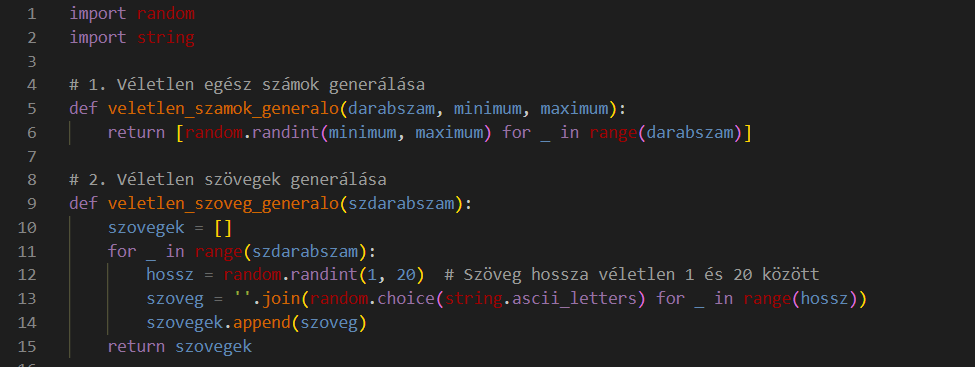 1 import random
2 import string
3
4 # 1. Véletlen egész számok generálása
5 def veletlen_szamok_generalo(darabszam, minimum, maximum):
6     return [random.randint(minimum, maximum) for _ in range(darabszam)]
7
8 # 2. Véletlen szövegek generálása
9 def veletlen_szoveg_generalo(szdarabszam):
10     szovegek = []
11     for _ in range(szdarabszam):
12         hossz = random.randint(1, 20)  # Szöveg hossza véletlen 1 és 20 között
13         szoveg = ''.join(random.choice(string.ascii_letters) for _ in range(hossz))
14         szovegek.append(szoveg)
15     return szovegek